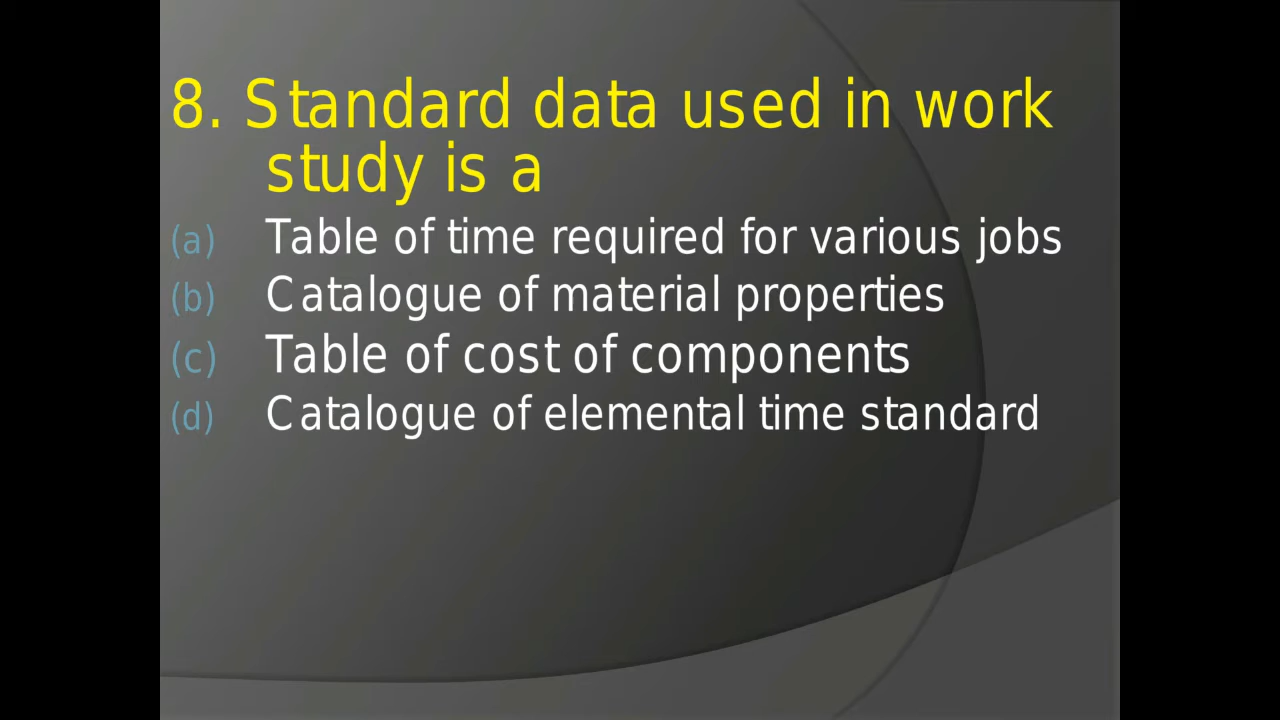 8. Standard data used in work
study is a
(a) Table of time required for various jobs
(b) Catalogue of material properties
(c) Table of cost of components
(d) Catalogue of elemental time standard